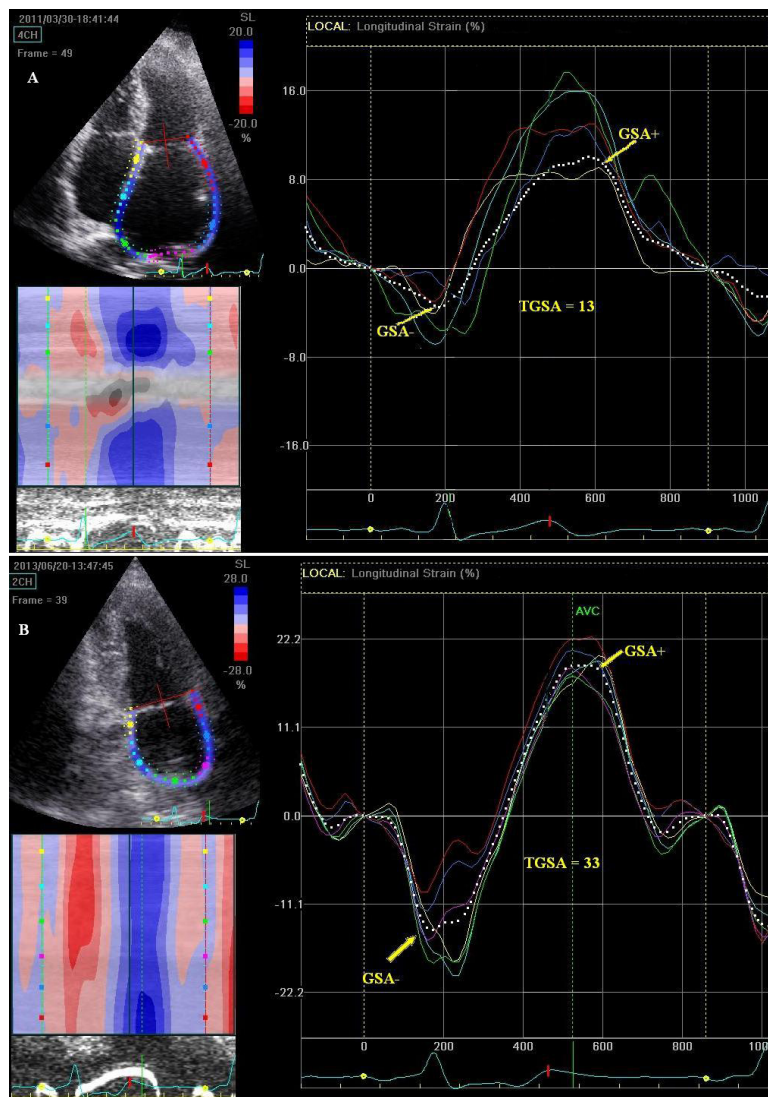 2011/03/30-18:41:44
4CH
Frame = 49
A
SL
20.0
-20.0
%
LOCAL: Longitudinal Strain (%)
16.0
8.0
0.0
-8.0
-16.0
GSA+
GSA-
TGSA = 13
0 200 400 600 800 1000
2013/06/20-13:47:45
2CH
Frame = 39
B
SL
28.0
-28.0
%
LOCAL: Longitudinal Strain (%)
AVC
22.2
11.1
0.0
-11.1
-22.2
GSA+
GSA-
TGSA = 33
0 200 400 600 800